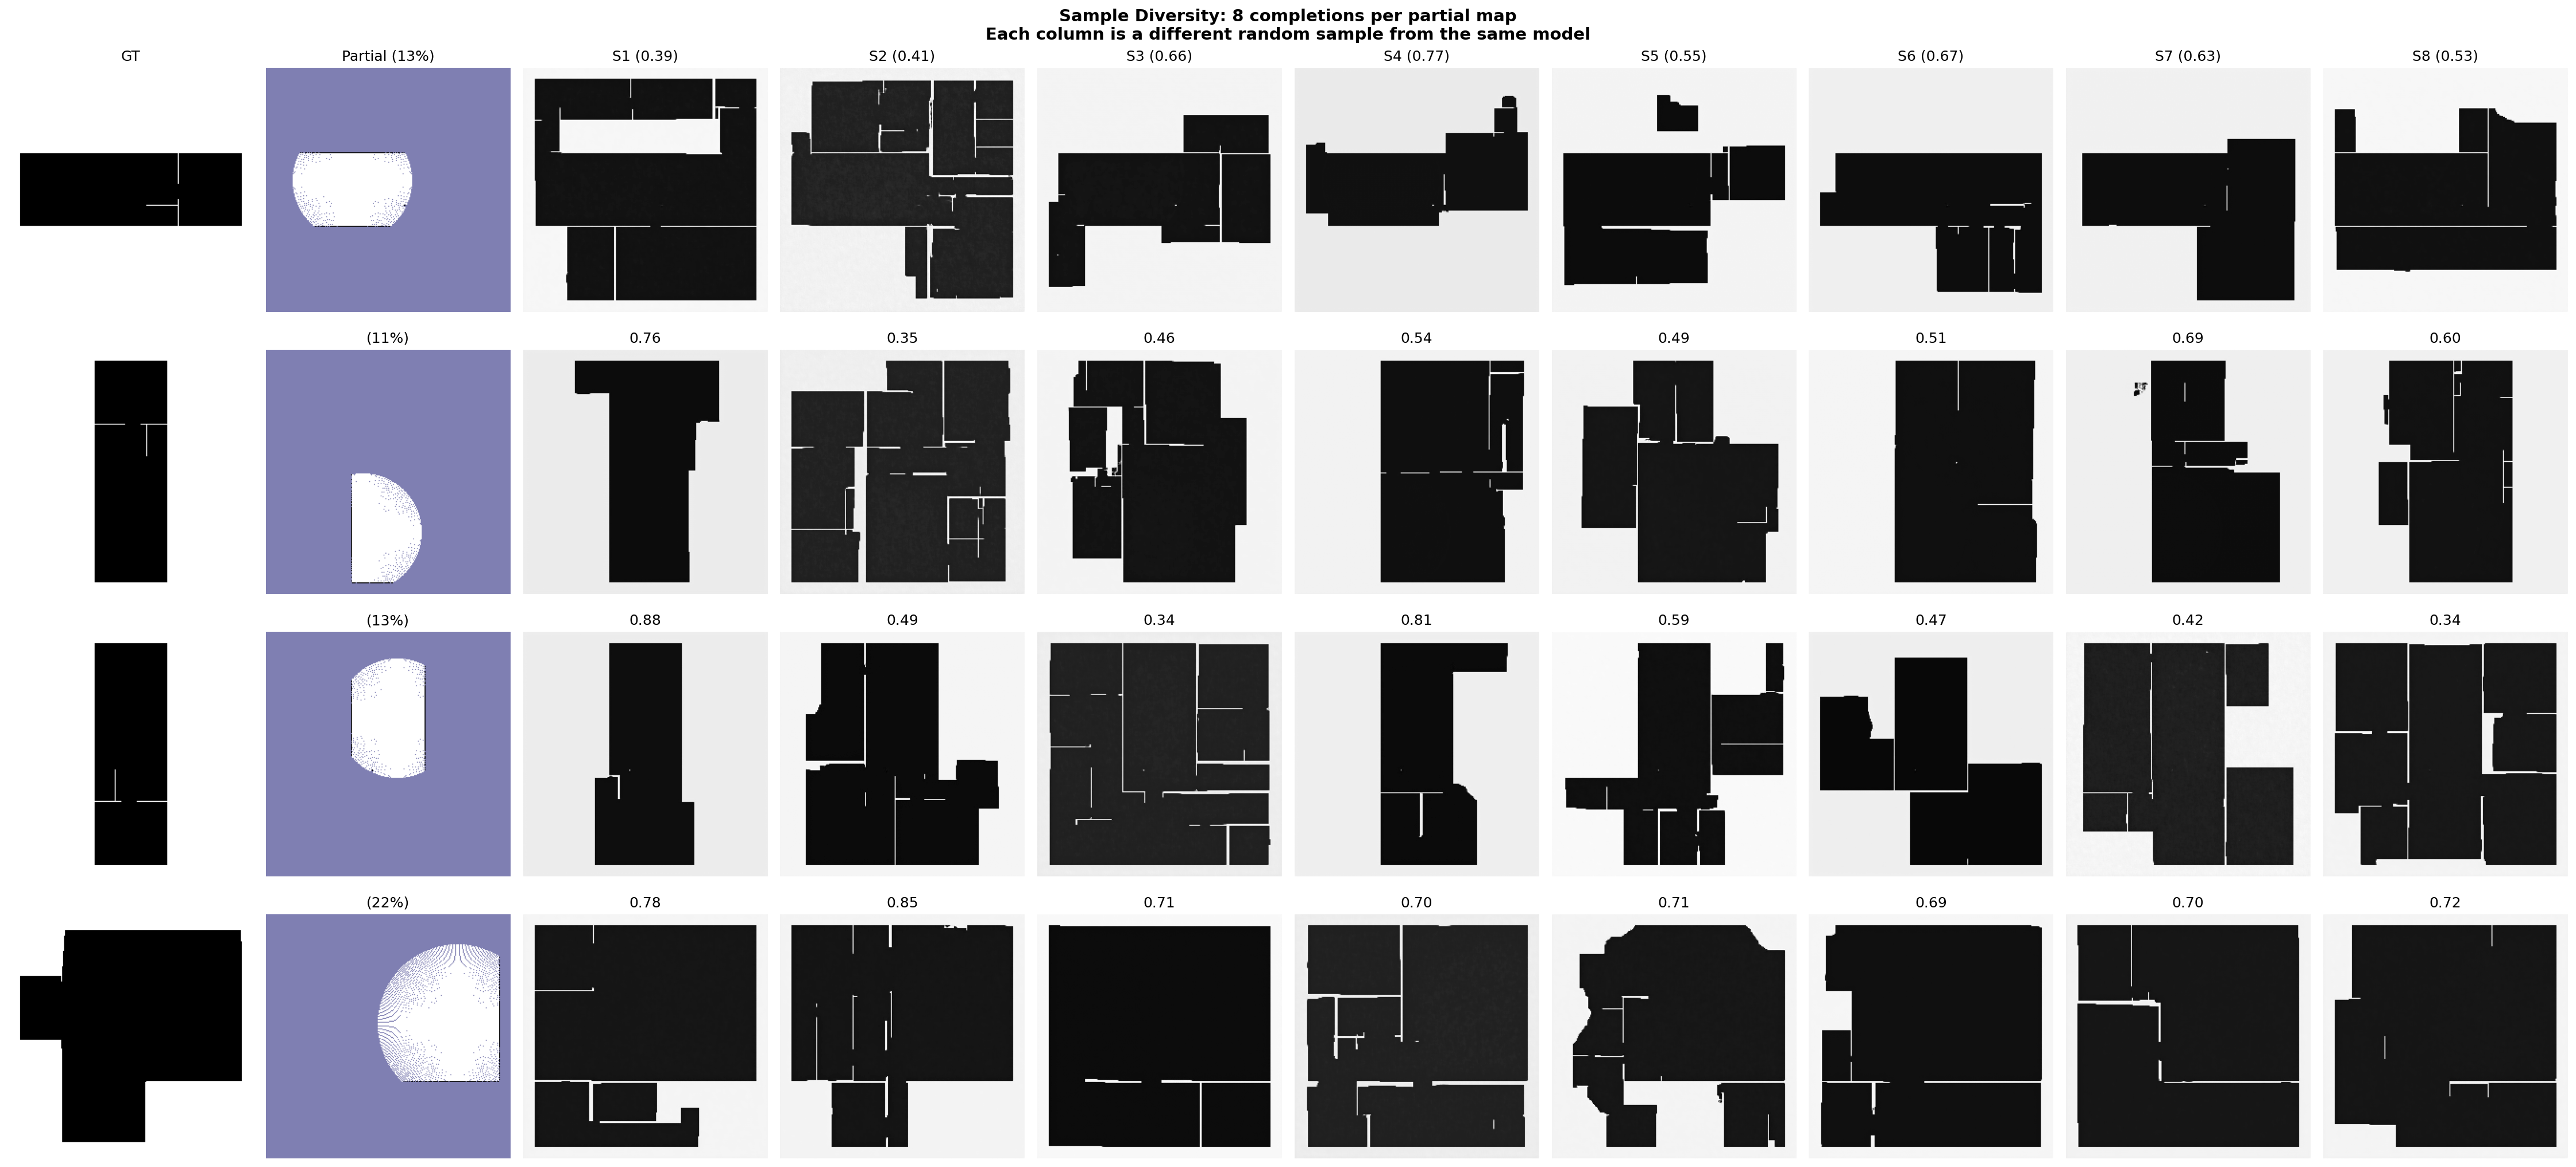 Sample Diversity: 8 completions per partial map
Each column is a different random sample from the same model
GT Partial (13%) S1 (0.39) S2 (0.41) S3 (0.66) S4 (0.77) S5 (0.55) S6 (0.67) S7 (0.63) S8 (0.53)
(11%) 0.76 0.35 0.46 0.54 0.49 0.51 0.69 0.60
(13%) 0.88 0.49 0.34 0.81 0.59 0.47 0.42 0.34
(22%) 0.78 0.85 0.71 0.70 0.71 0.69 0.70 0.72